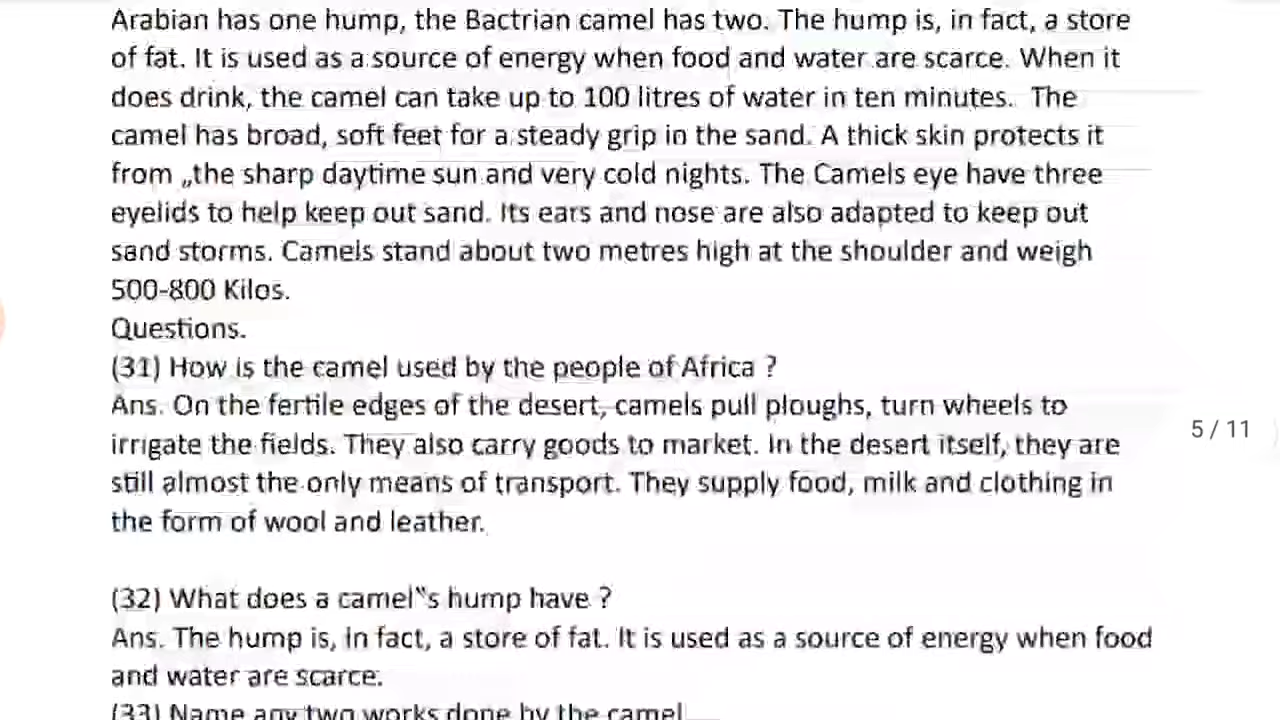 Arabian has one hump, the Bactrian camel has two. The hump is, in fact, a store
of fat. It is used as a source of energy when food and water are scarce. When it
does drink, the camel can take up to 100 litres of water in ten minutes. The
camel has broad, soft feet for a steady grip in the sand. A thick skin protects it
from „the sharp daytime sun and very cold nights. The Camels eye have three
eyelids to help keep out sand. Its ears and nose are also adapted to keep out
sand storms. Camels stand about two metres high at the shoulder and weigh
500-800 Kilos.
Questions.
(31) How is the camel used by the people of Africa ?
Ans. On the fertile edges of the desert, camels pull ploughs, turn wheels to
irrigate the fields. They also carry goods to market. In the desert itself, they are
5 / 11
still almost the only means of transport. They supply food, milk and clothing in
the form of wool and leather.
(32) What does a camel‟s hump have ?
Ans. The hump is, in fact, a store of fat. It is used as a source of energy when food
and water are scarce.
(33) Name any two works done by the camel